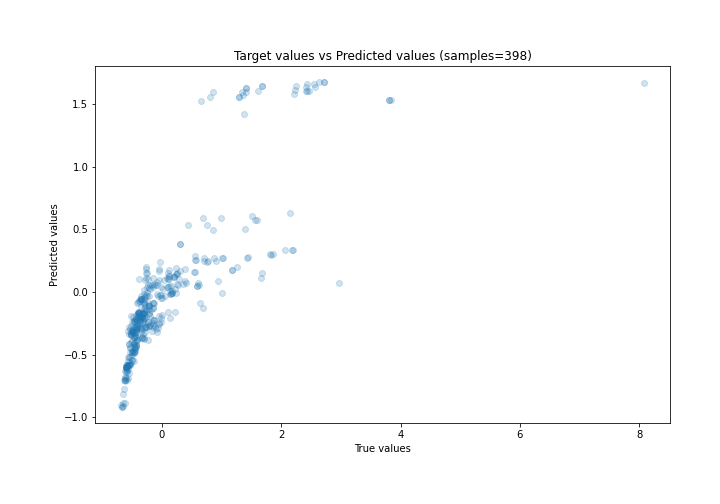 Target values vs Predicted values (samples=398)
1.5
1.0
0.5
0.0
−0.5
−1.0
Predicted values
0 2 4 6 8
True values